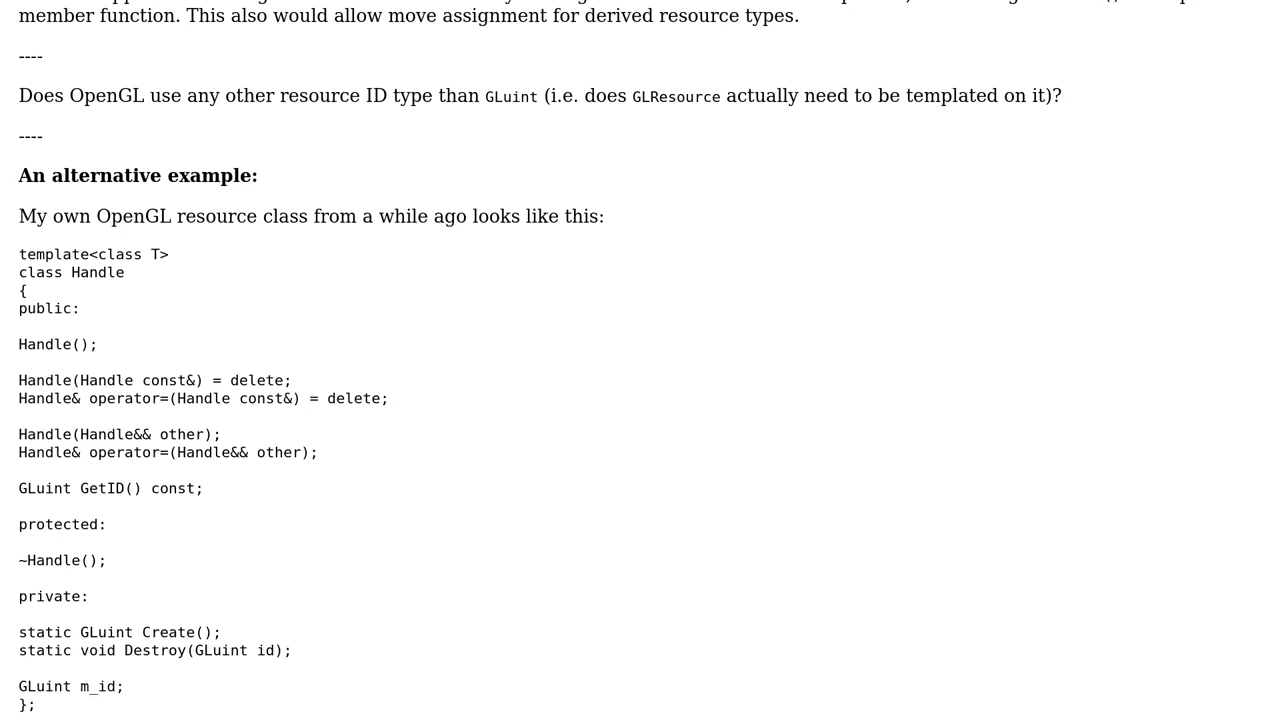 member function. This also would allow move assignment for derived resource types.
----
Does OpenGL use any other resource ID type than GLuint (i.e. does GLResource actually need to be templated on it)?
----
An alternative example:
My own OpenGL resource class from a while ago looks like this:
template<class T>
class Handle
{
public:
Handle();
Handle(Handle const&) = delete;
Handle& operator=(Handle const&) = delete;
Handle(Handle&& other);
Handle& operator=(Handle&& other);
GLuint GetID() const;
protected:
~Handle();
private:
static GLuint Create();
static void Destroy(GLuint id);
GLuint m_id;
};